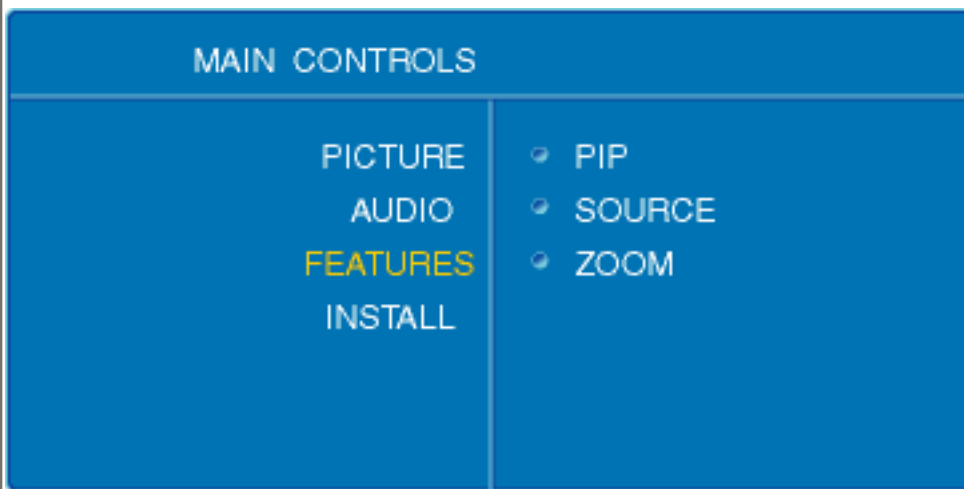 MAIN CONTROLS
PICTURE
AUDIO
FEATURES
INSTALL
PIP
SOURCE
ZOOM